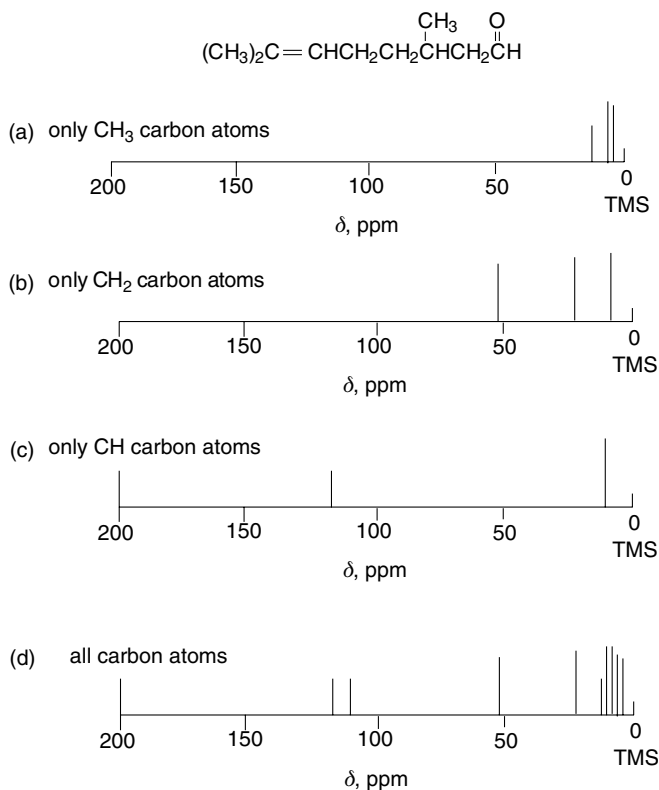 CH₃ O
(CH₃)₂C=CHCH₂CH₂CHCH₂CH
(a) only CH₃ carbon atoms
200 150 100 50 0
TMS
δ, ppm
(b) only CH₂ carbon atoms
200 150 100 50 0
TMS
δ, ppm
(c) only CH carbon atoms
200 150 100 50 0
TMS
δ, ppm
(d) all carbon atoms
200 150 100 50 0
TMS
δ, ppm